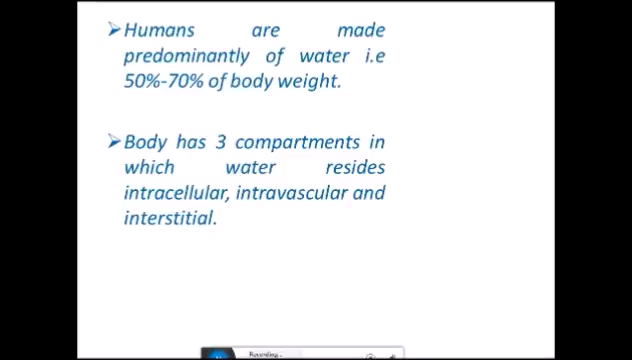 Humans are made
predominantly of water i.e
50%-70% of body weight.
Body has 3 compartments in
which water resides
intracellular, intravascular and
interstitial.
Recording...